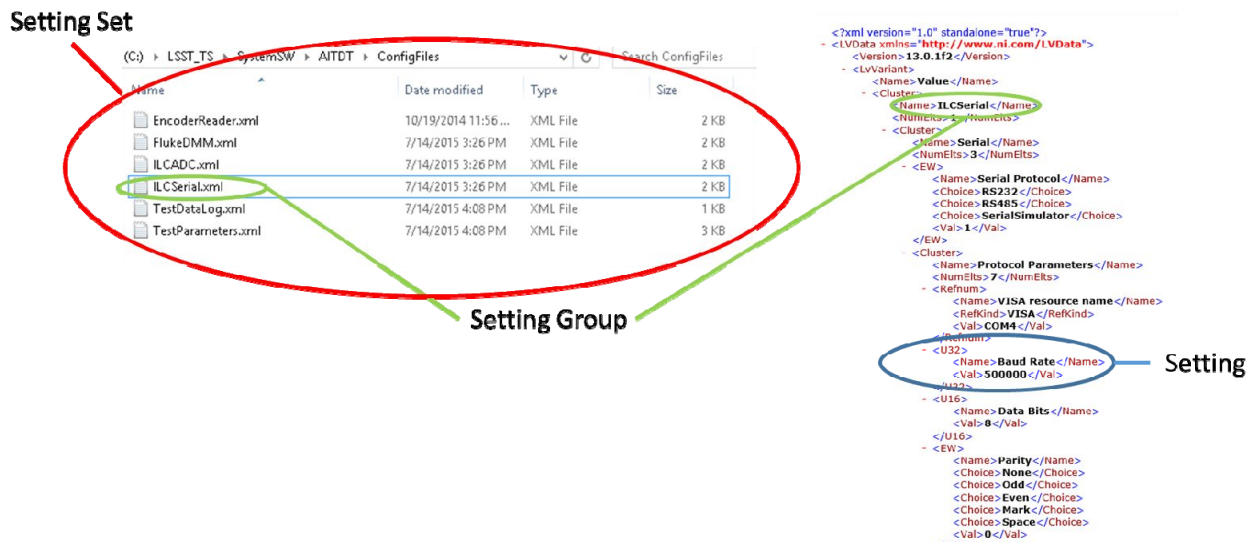 Setting Set
(C:) ▸ LSST_TS ▸ SystemSW ▸ AITDT ▸ ConfigFiles
Search ConfigFiles
Name Date modified Type Size
EncoderReader.xml 10/19/2014 11:56 ... XML File 2 KB
FlukeDMM.xml 7/14/2015 3:26 PM XML File 2 KB
ILCADC.xml 7/14/2015 3:26 PM XML File 2 KB
ILCSerial.xml 7/14/2015 3:26 PM XML File 2 KB
TestDataLog.xml 7/14/2015 4:08 PM XML File 1 KB
TestParameters.xml 7/14/2015 4:08 PM XML File 3 KB
Setting Group
<?xml version="1.0" standalone="true"?>
- <LVData xmlns="http://www.ni.com/LVData">
<Version>13.0.1f2</Version>
- <LvVariant>
<Name>Value</Name>
- <Cluster>
<Name>ILCSerial</Name>
<NumElts>1</NumElts>
- <Cluster>
<Name>Serial</Name>
<NumElts>3</NumElts>
- <EW>
<Name>Serial Protocol</Name>
<Choice>RS232</Choice>
<Choice>RS485</Choice>
<Choice>SerialSimulator</Choice>
<Val>1</Val>
</EW>
- <Cluster>
<Name>Protocol Parameters</Name>
<NumElts>7</NumElts>
- <Refnum>
<Name>VISA resource name</Name>
<RefKind>VISA</RefKind>
<Val>COM4</Val>
</Refnum>
- <U32>
<Name>Baud Rate</Name>
<Val>500000</Val>
</U32>
- <U16>
<Name>Data Bits</Name>
<Val>8</Val>
</U16>
- <EW>
<Name>Parity</Name>
<Choice>None</Choice>
<Choice>Odd</Choice>
<Choice>Even</Choice>
<Choice>Mark</Choice>
<Choice>Space</Choice>
<Val>0</Val>
Setting